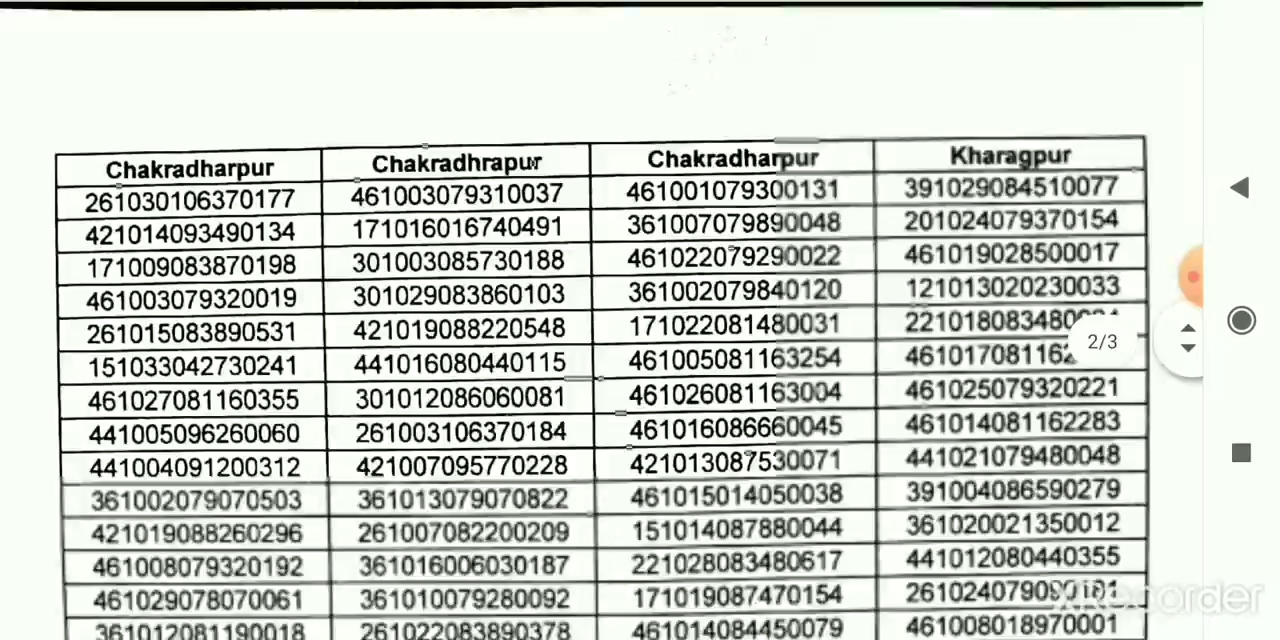 Chakradharpur Chakradhrapur Chakradharpur Kharagpur
261030106370177 461003079310037 461001079300131 391029084510077
421014093490134 171016016740491 361007079890048 201024079370154
171009083870198 301003085730188 461022079290022 461019028500017
461003079320019 301029083860103 361002079840120 121013020230033
261015083890531 421019088220548 171022081480031
151033042730241 441016080440115 461005081163254
2/3
461027081160355 301012086060081 461026081163004 461025079320221
441005096260060 261003106370184 461016086660045 461014081162283
441004091200312 421007095770228 421013087530071 441021079480048
361002079070503 361013079070822 461015014050038 391004086590279
421019088260296 261007082200209 151014087880044 361020021350012
461008079320192 361016006030187 221028083480617 441012080440355
461029078070061 361010079280092 171019087470154
361012081190018 261022083890378 461014084450079 461008018970001
XRecorder